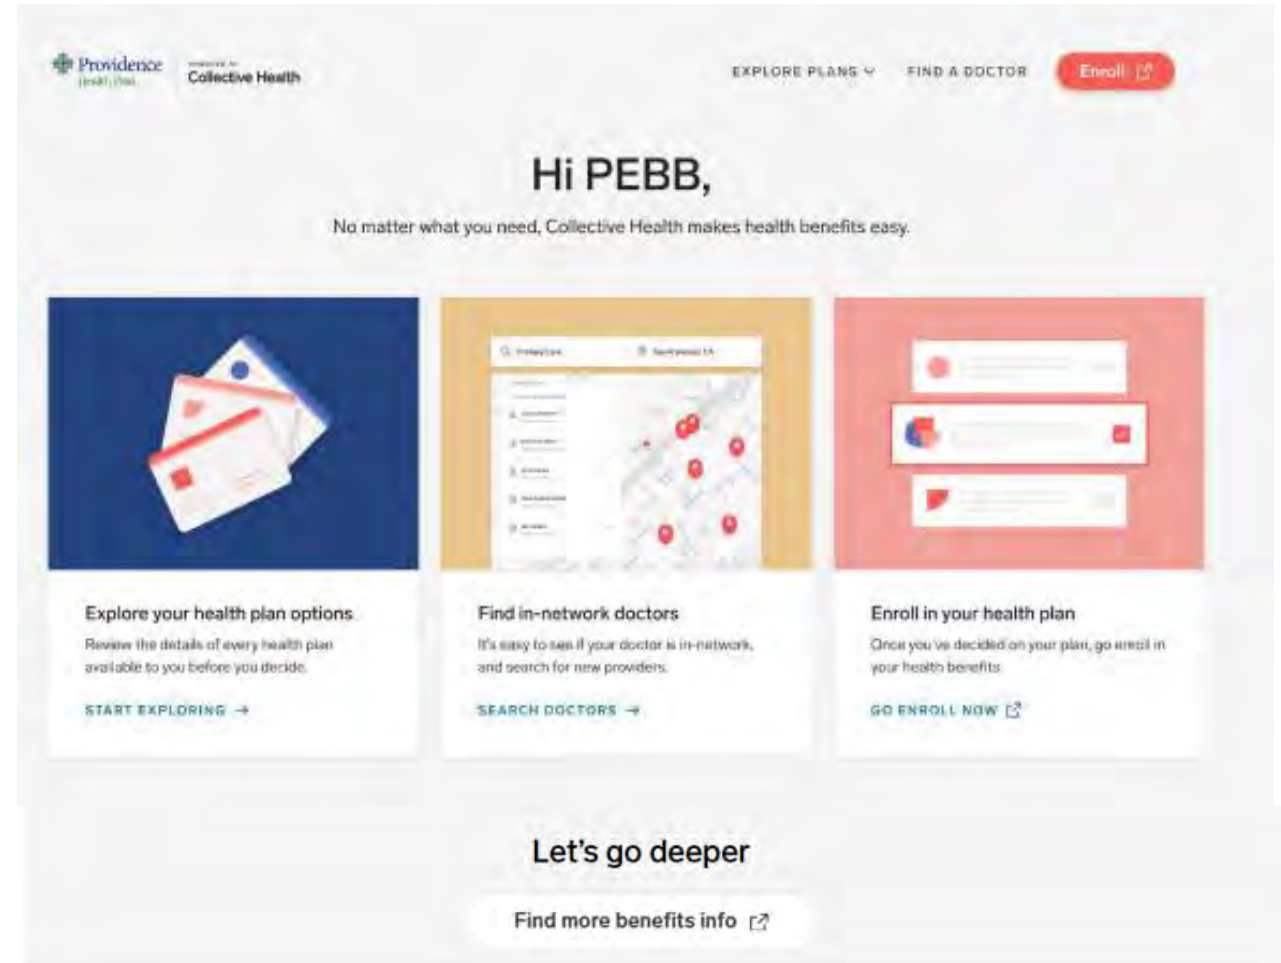 Providence
Health Plan
Collective Health
EXPLORE PLANS
FIND A DOCTOR
Enroll
Hi PEBB,
No matter what you need, Collective Health makes health benefits easy.
Explore your health plan options
Review the details of every health plan
available to you before you decide.
START EXPLORING →
Find in-network doctors
It's easy to see if your doctor is in-network,
and search for new providers.
SEARCH DOCTORS →
Enroll in your health plan
Once you've decided on your plan, go enroll in
your health benefits.
GO ENROLL NOW
Let's go deeper
Find more benefits info